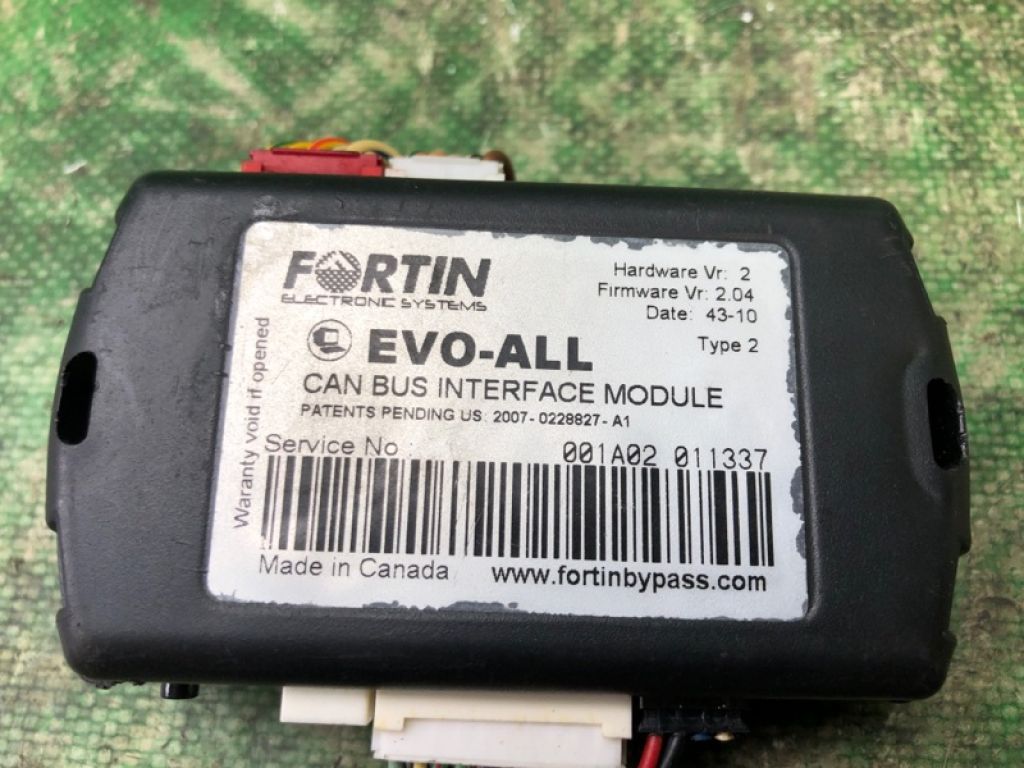 FORTIN
ELECTRONIC SYSTEMS
Hardware Vr: 2
Firmware Vr: 2.04
Date: 43-10
Type 2
EVO-ALL
CAN BUS INTERFACE MODULE
PATENTS PENDING US: 2007-0228827-A1
Service No : 001A02 011337
Made in Canada www.fortinbypass.com
Waranty void if opened